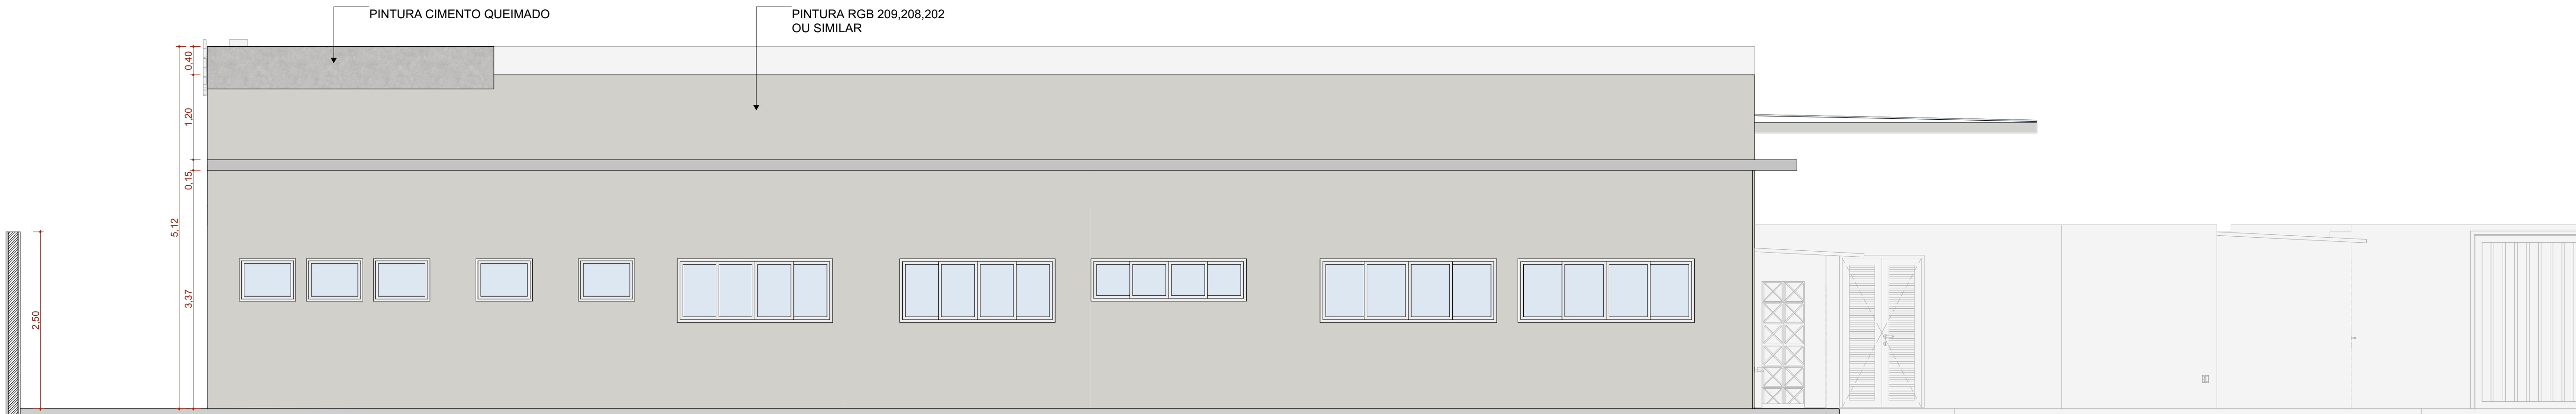 PINTURA CIMENTO QUEIMADO
PINTURA RGB 209,208,202
OU SIMILAR
0,40
1,20
0,15
5,12
3,37
2,50